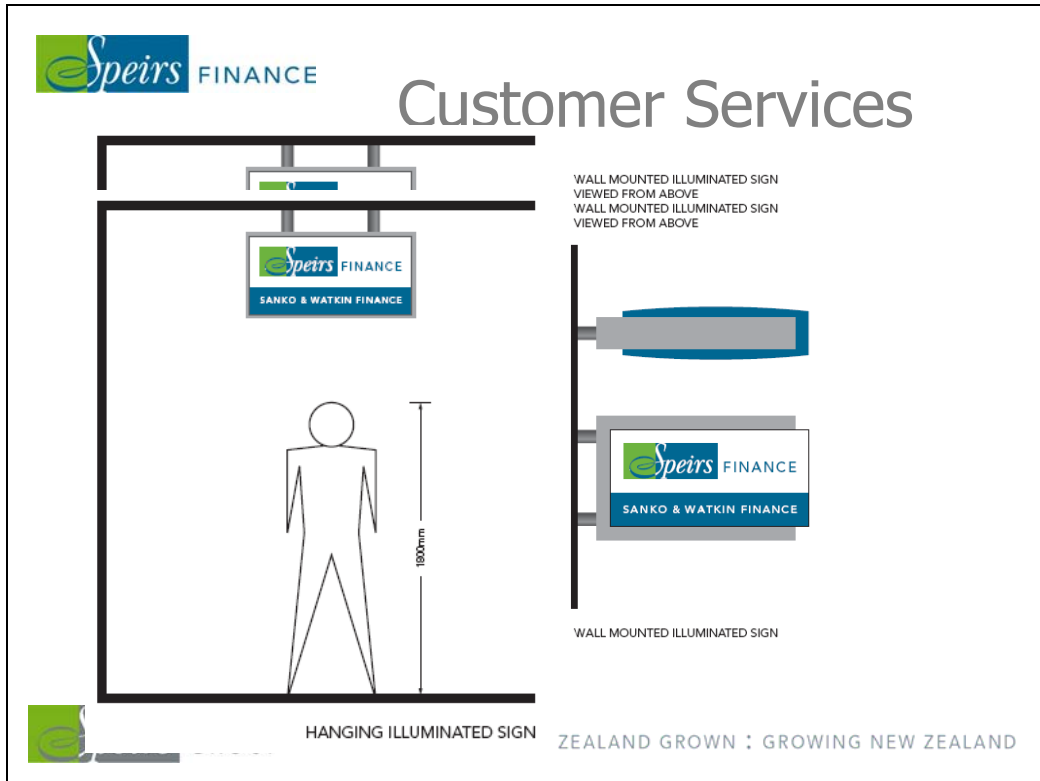 Speirs FINANCE
Customer Services
WALL MOUNTED ILLUMINATED SIGN
VIEWED FROM ABOVE
WALL MOUNTED ILLUMINATED SIGN
VIEWED FROM ABOVE
Speirs FINANCE
SANKO & WATKIN FINANCE
Speirs FINANCE
SANKO & WATKIN FINANCE
1800mm
WALL MOUNTED ILLUMINATED SIGN
HANGING ILLUMINATED SIGN
ZEALAND GROWN : GROWING NEW ZEALAND